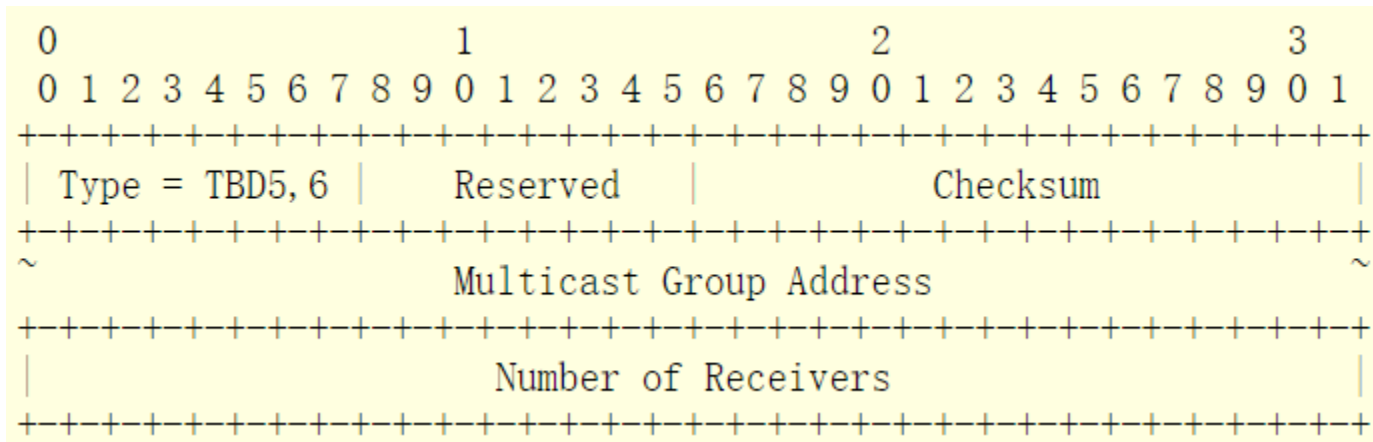 0                   1                   2                   3
0 1 2 3 4 5 6 7 8 9 0 1 2 3 4 5 6 7 8 9 0 1 2 3 4 5 6 7 8 9 0 1
+-+-+-+-+-+-+-+-+-+-+-+-+-+-+-+-+-+-+-+-+-+-+-+-+-+-+-+-+-+-+-+-+
| Type = TBD5,6 |    Reserved   |           Checksum            |
+-+-+-+-+-+-+-+-+-+-+-+-+-+-+-+-+-+-+-+-+-+-+-+-+-+-+-+-+-+-+-+-+
~                    Multicast Group Address                    ~
+-+-+-+-+-+-+-+-+-+-+-+-+-+-+-+-+-+-+-+-+-+-+-+-+-+-+-+-+-+-+-+-+
|                      Number of Receivers                      |
+-+-+-+-+-+-+-+-+-+-+-+-+-+-+-+-+-+-+-+-+-+-+-+-+-+-+-+-+-+-+-+-+